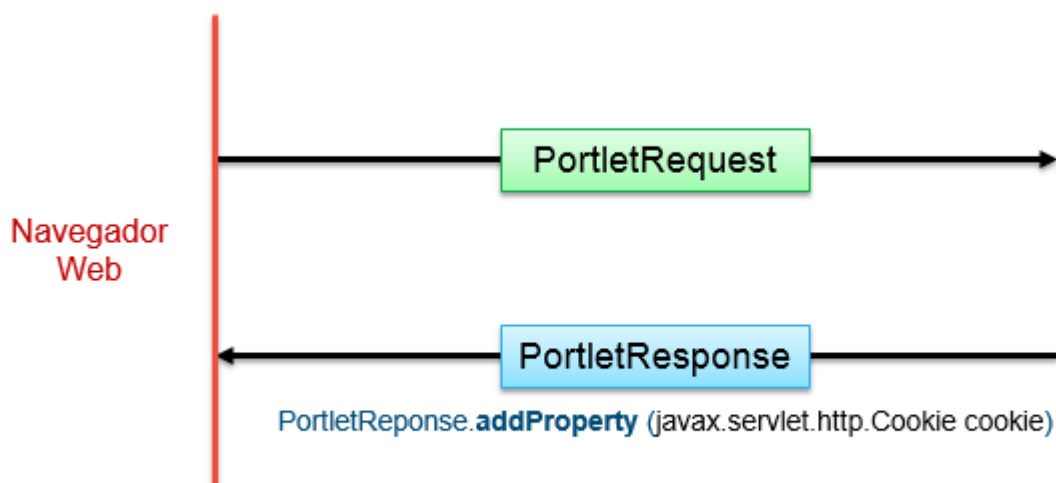 PortletRequest
Navegador
Web
PortletResponse
PortletReponse.addProperty (javax.servlet.http.Cookie cookie)